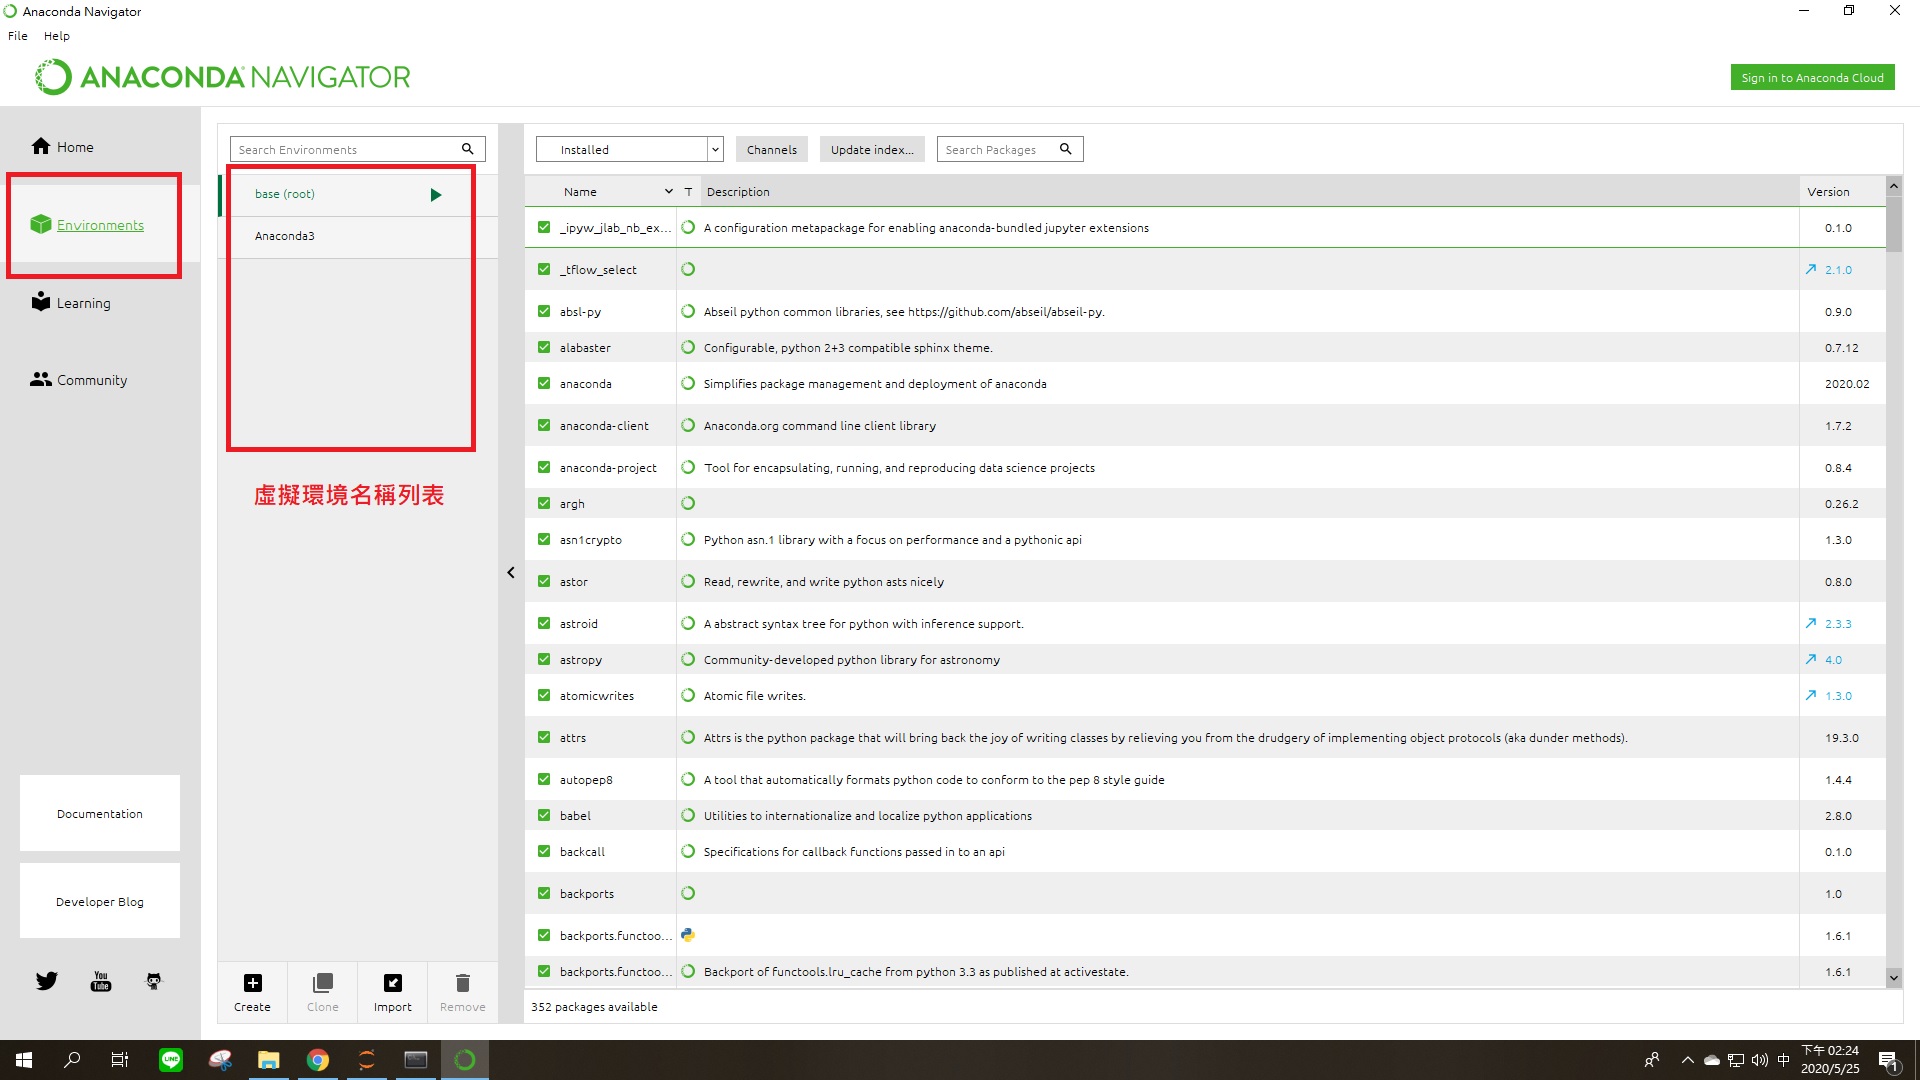 Anaconda Navigator
File Help
ANACONDA NAVIGATOR
Sign in to Anaconda Cloud
Home
Environments
Learning
Community
Documentation
Developer Blog
You Tube
Search Environments
base (root)
Anaconda3
虛擬環境名稱列表
Create Clone Import Remove
Installed Channels Update index... Search Packages
Name T Description Version
_ipyw_jlab_nb_ex... A configuration metapackage for enabling anaconda-bundled jupyter extensions 0.1.0
_tflow_select 2.1.0
absl-py Abseil python common libraries, see https://github.com/abseil/abseil-py. 0.9.0
alabaster Configurable, python 2+3 compatible sphinx theme. 0.7.12
anaconda Simplifies package management and deployment of anaconda 2020.02
anaconda-client Anaconda.org command line client library 1.7.2
anaconda-project Tool for encapsulating, running, and reproducing data science projects 0.8.4
argh 0.26.2
asn1crypto Python asn.1 library with a focus on performance and a pythonic api 1.3.0
astor Read, rewrite, and write python asts nicely 0.8.0
astroid A abstract syntax tree for python with inference support. 2.3.3
astropy Community-developed python library for astronomy 4.0
atomicwrites Atomic file writes. 1.3.0
attrs Attrs is the python package that will bring back the joy of writing classes by relieving you from the drudgery of implementing object protocols (aka dunder methods). 19.3.0
autopep8 A tool that automatically formats python code to conform to the pep 8 style guide 1.4.4
babel Utilities to internationalize and localize python applications 2.8.0
backcall Specifications for callback functions passed in to an api 0.1.0
backports 1.0
backports.functoo... 1.6.1
backports.functoo... Backport of functools.lru_cache from python 3.3 as published at activestate. 1.6.1
352 packages available
LINE
中
下午 02:24
2020/5/25
1